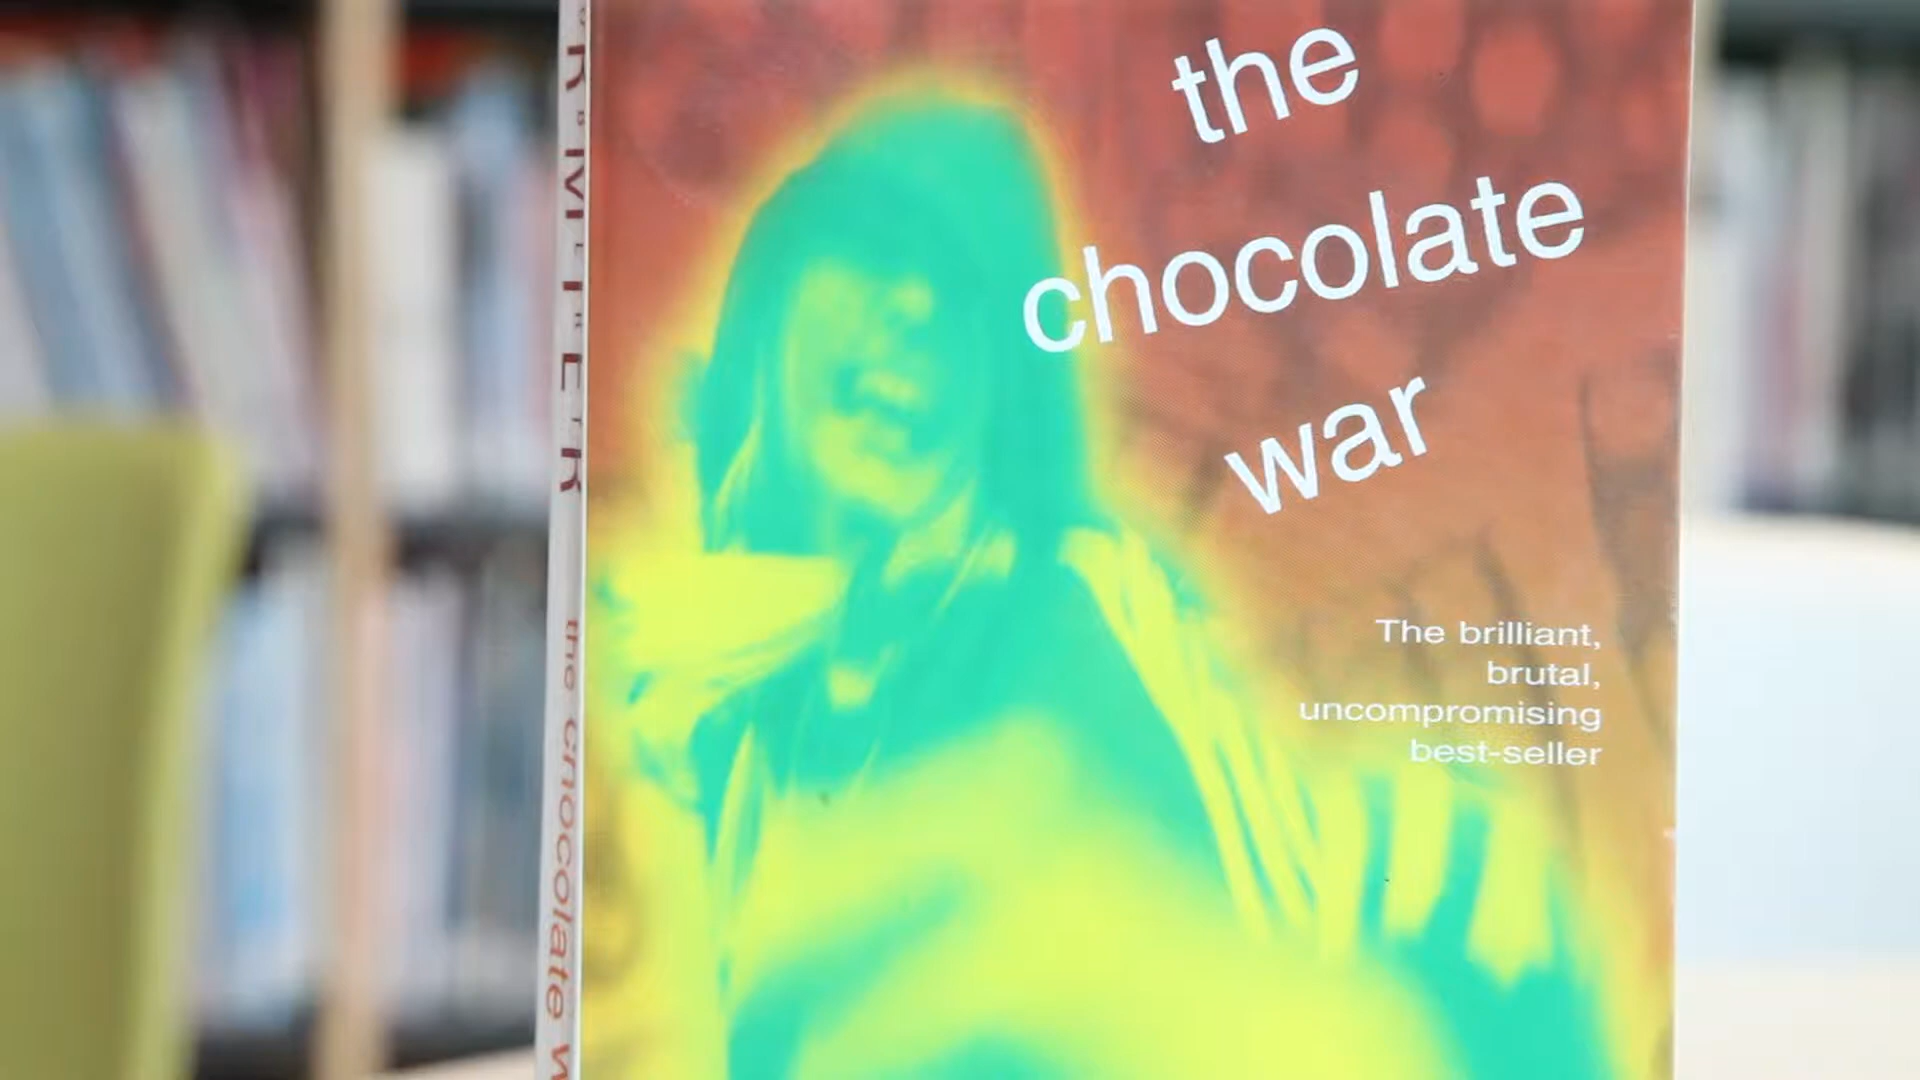 the
chocolate
war
The brilliant,
brutal,
uncompromising
best-seller
the chocolate w